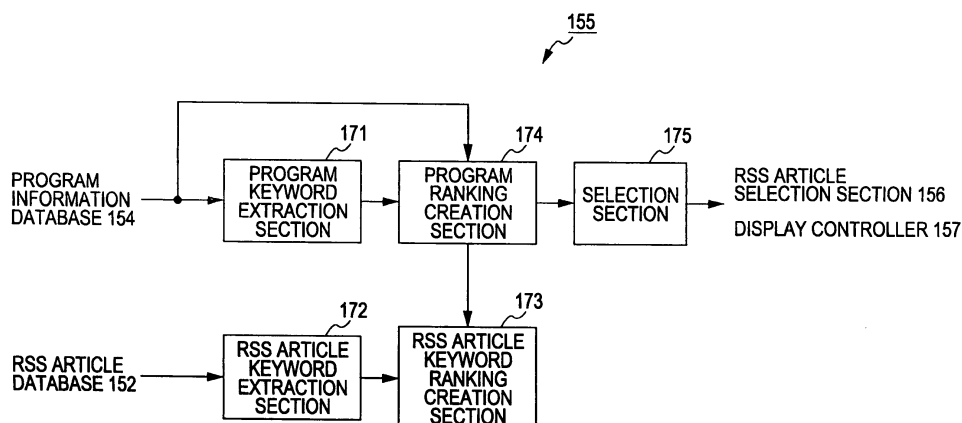 155
171
174
175
PROGRAM
INFORMATION
DATABASE 154
PROGRAM
KEYWORD
EXTRACTION
SECTION
PROGRAM
RANKING
CREATION
SECTION
SELECTION
SECTION
RSS ARTICLE
SELECTION SECTION 156
DISPLAY CONTROLLER 157
172
173
RSS ARTICLE
DATABASE 152
RSS ARTICLE
KEYWORD
EXTRACTION
SECTION
RSS ARTICLE
KEYWORD
RANKING
CREATION
SECTION